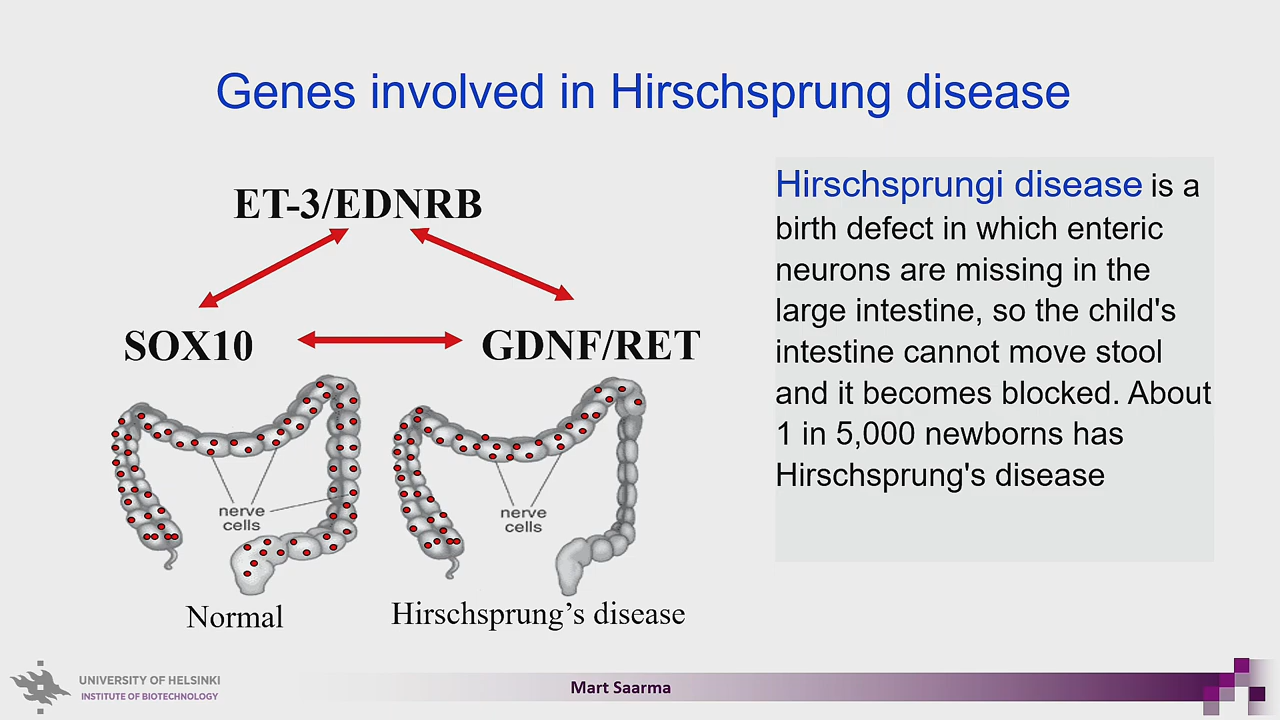 Genes involved in Hirschsprung disease
ET-3/EDNRB
SOX10
GDNF/RET
nerve
cells
nerve
cells
Normal
Hirschsprung’s disease
Hirschsprungi disease is a
birth defect in which enteric
neurons are missing in the
large intestine, so the child's
intestine cannot move stool
and it becomes blocked. About
1 in 5,000 newborns has
Hirschsprung's disease
UNIVERSITY OF HELSINKI
INSTITUTE OF BIOTECHNOLOGY
Mart Saarma